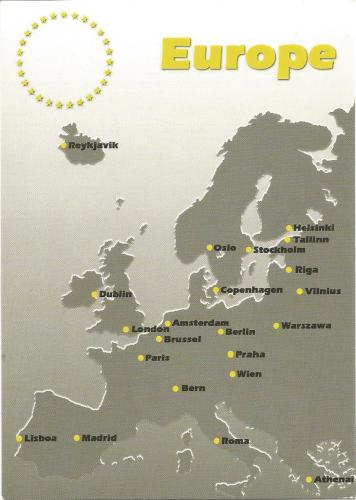 Europe
Reykjavik
Helsinki
Tallinn
Oslo
Stockholm
Riga
Dublin
Copenhagen
Vilnius
London
Amsterdam
Berlin
Warszawa
Brussel
Paris
Praha
Wien
Bern
Lisboa
Madrid
Roma
Athenai